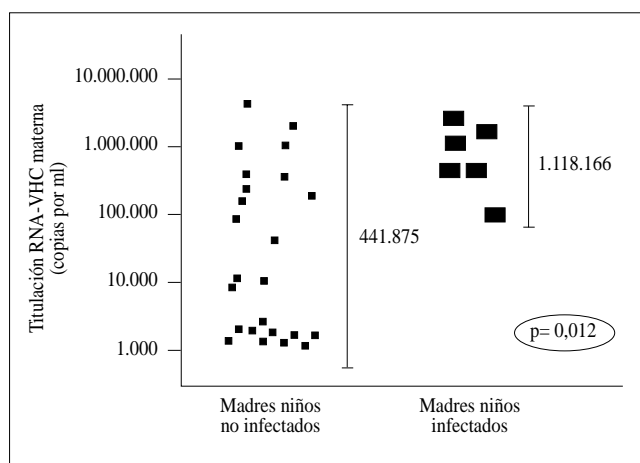 Titulación RNA-VHC materna
(copias por ml)
10.000.000
1.000.000
100.000
10.000
1.000
441.875
1.118.166
p= 0,012
Madres niños
no infectados
Madres niños
infectados